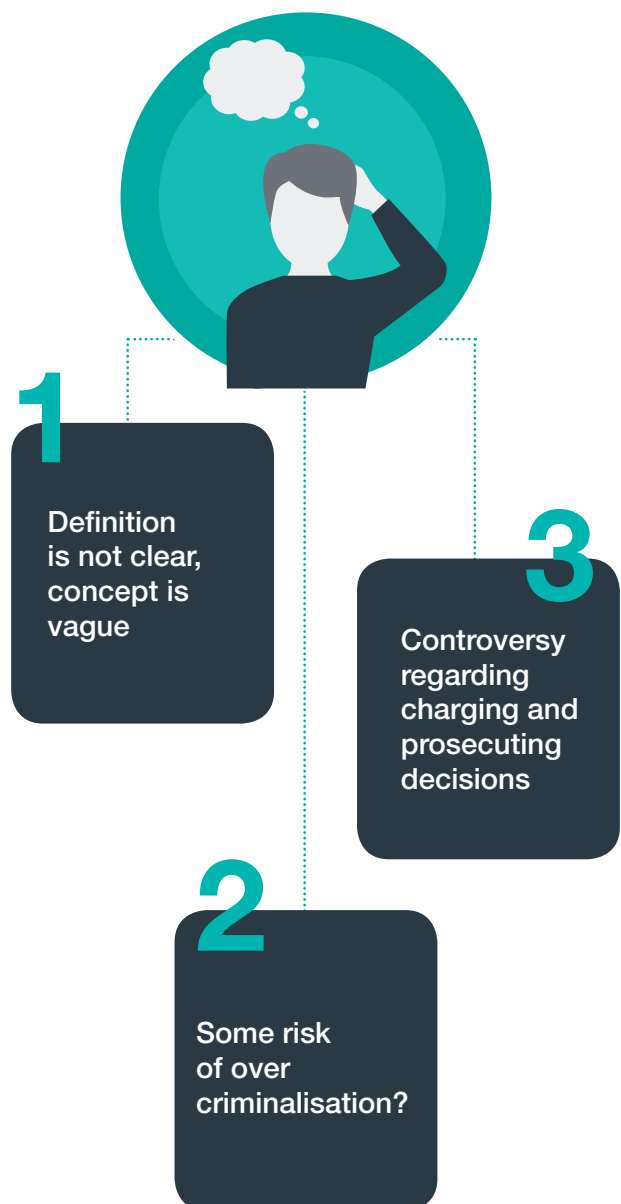 1
Definition
is not clear,
concept is
vague
2
Some risk
of over
criminalisation?
3
Controversy
regarding
charging and
prosecuting
decisions